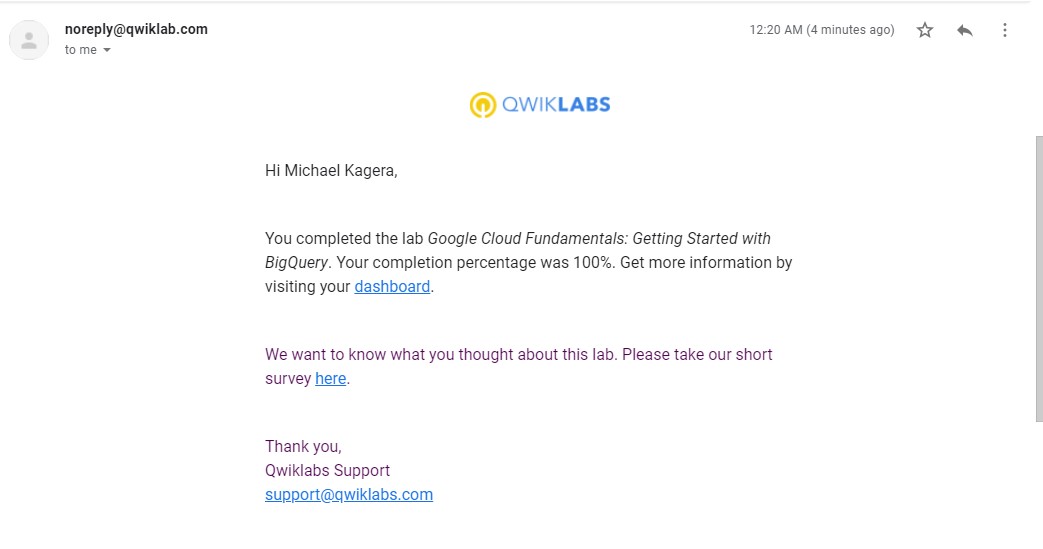 noreply@qwiklab.com
12:20 AM (4 minutes ago)
to me
QWIKLABS
Hi Michael Kagera,
You completed the lab Google Cloud Fundamentals: Getting Started with
BigQuery. Your completion percentage was 100%. Get more information by
visiting your dashboard.
We want to know what you thought about this lab. Please take our short
survey here.
Thank you,
Qwiklabs Support
support@qwiklabs.com